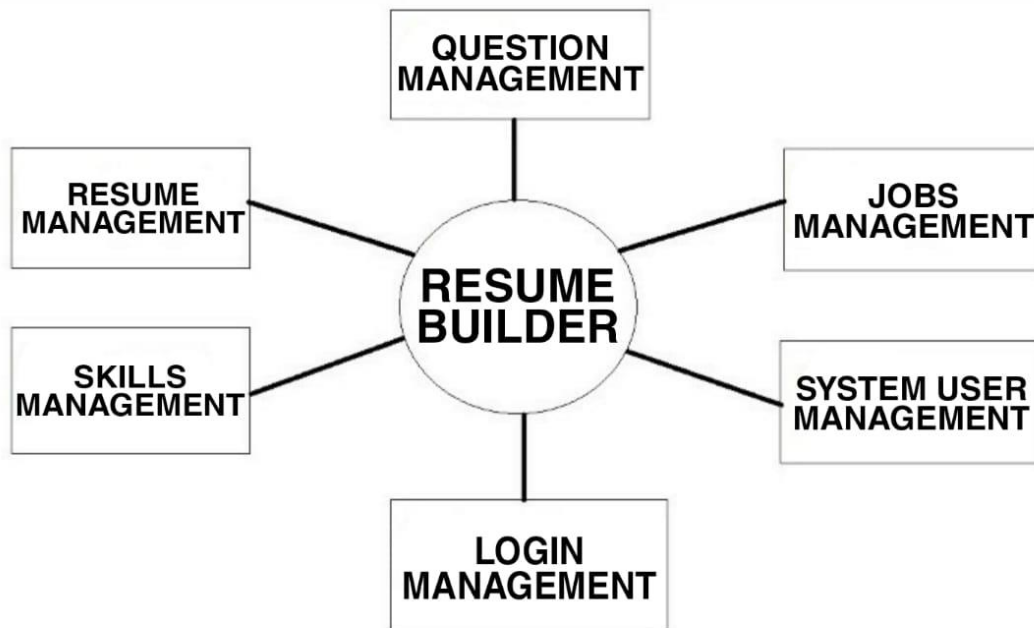 QUESTION
MANAGEMENT
RESUME
MANAGEMENT
JOBS
MANAGEMENT
RESUME
BUILDER
SKILLS
MANAGEMENT
SYSTEM USER
MANAGEMENT
LOGIN
MANAGEMENT